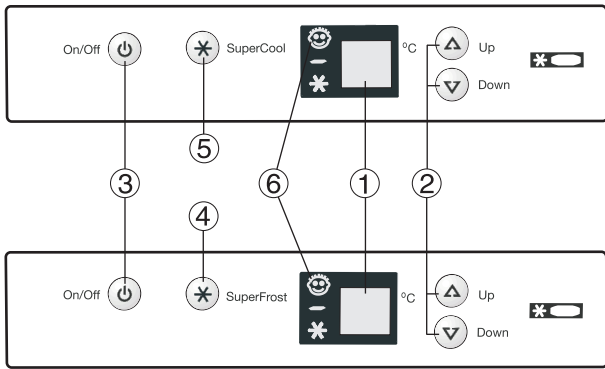 On/Off SuperCool °C Up
Down
5
3 6 1 2
4
On/Off SuperFrost °C Up
Down